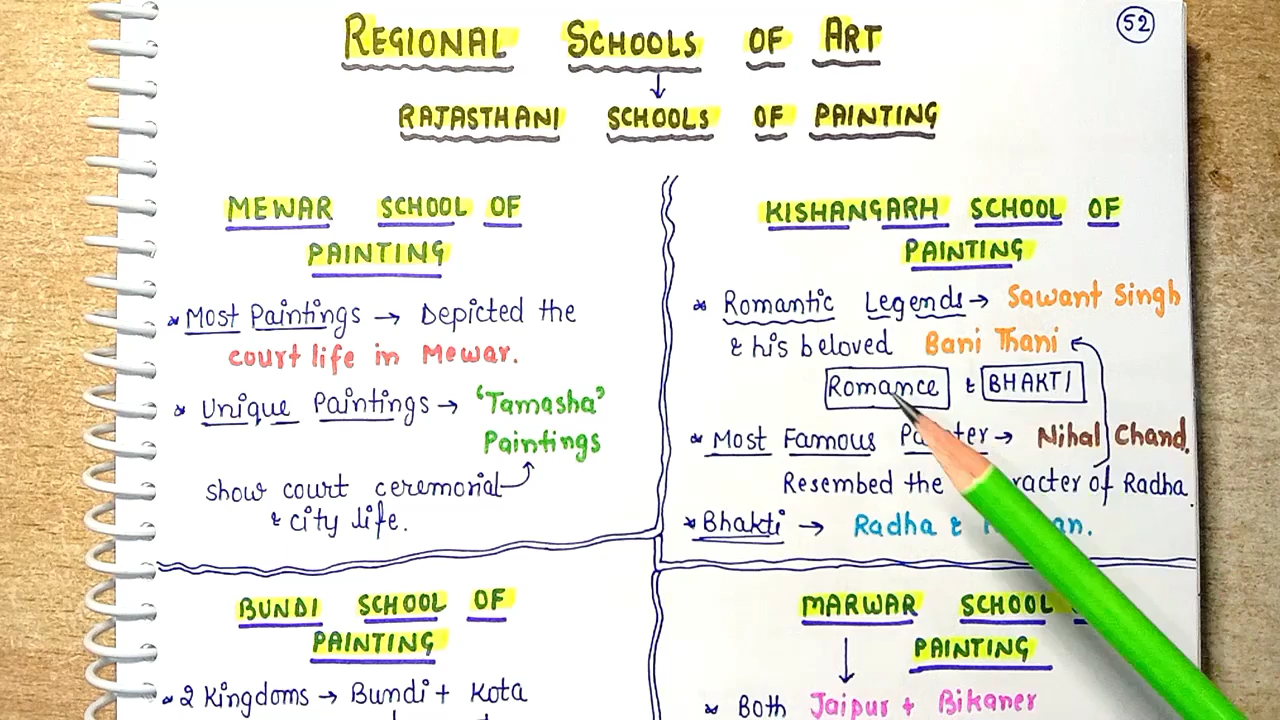 52
REGIONAL SCHOOLS OF ART
↓
RAJASTHANI SCHOOLS OF PAINTING
MEWAR SCHOOL OF
PAINTING
* Most Paintings → Depicted the
court life in Mewar.
* Unique Paintings → 'Tamasha'
Paintings
show court ceremonial
& city life.
KISHANGARH SCHOOL OF
PAINTING
* Romantic Legends → Sawant Singh
& his beloved Bani Thani
Romance & BHAKTI
* Most Famous Painter → Nihal Chand.
Resembed the of Radha
* Bhakti → Radha &
BUNDI SCHOOL OF
PAINTING
* 2 Kingdoms → Bundi + Kota
MARWAR SCHOOL
PAINTING
* Both Jaipur + Bikaner